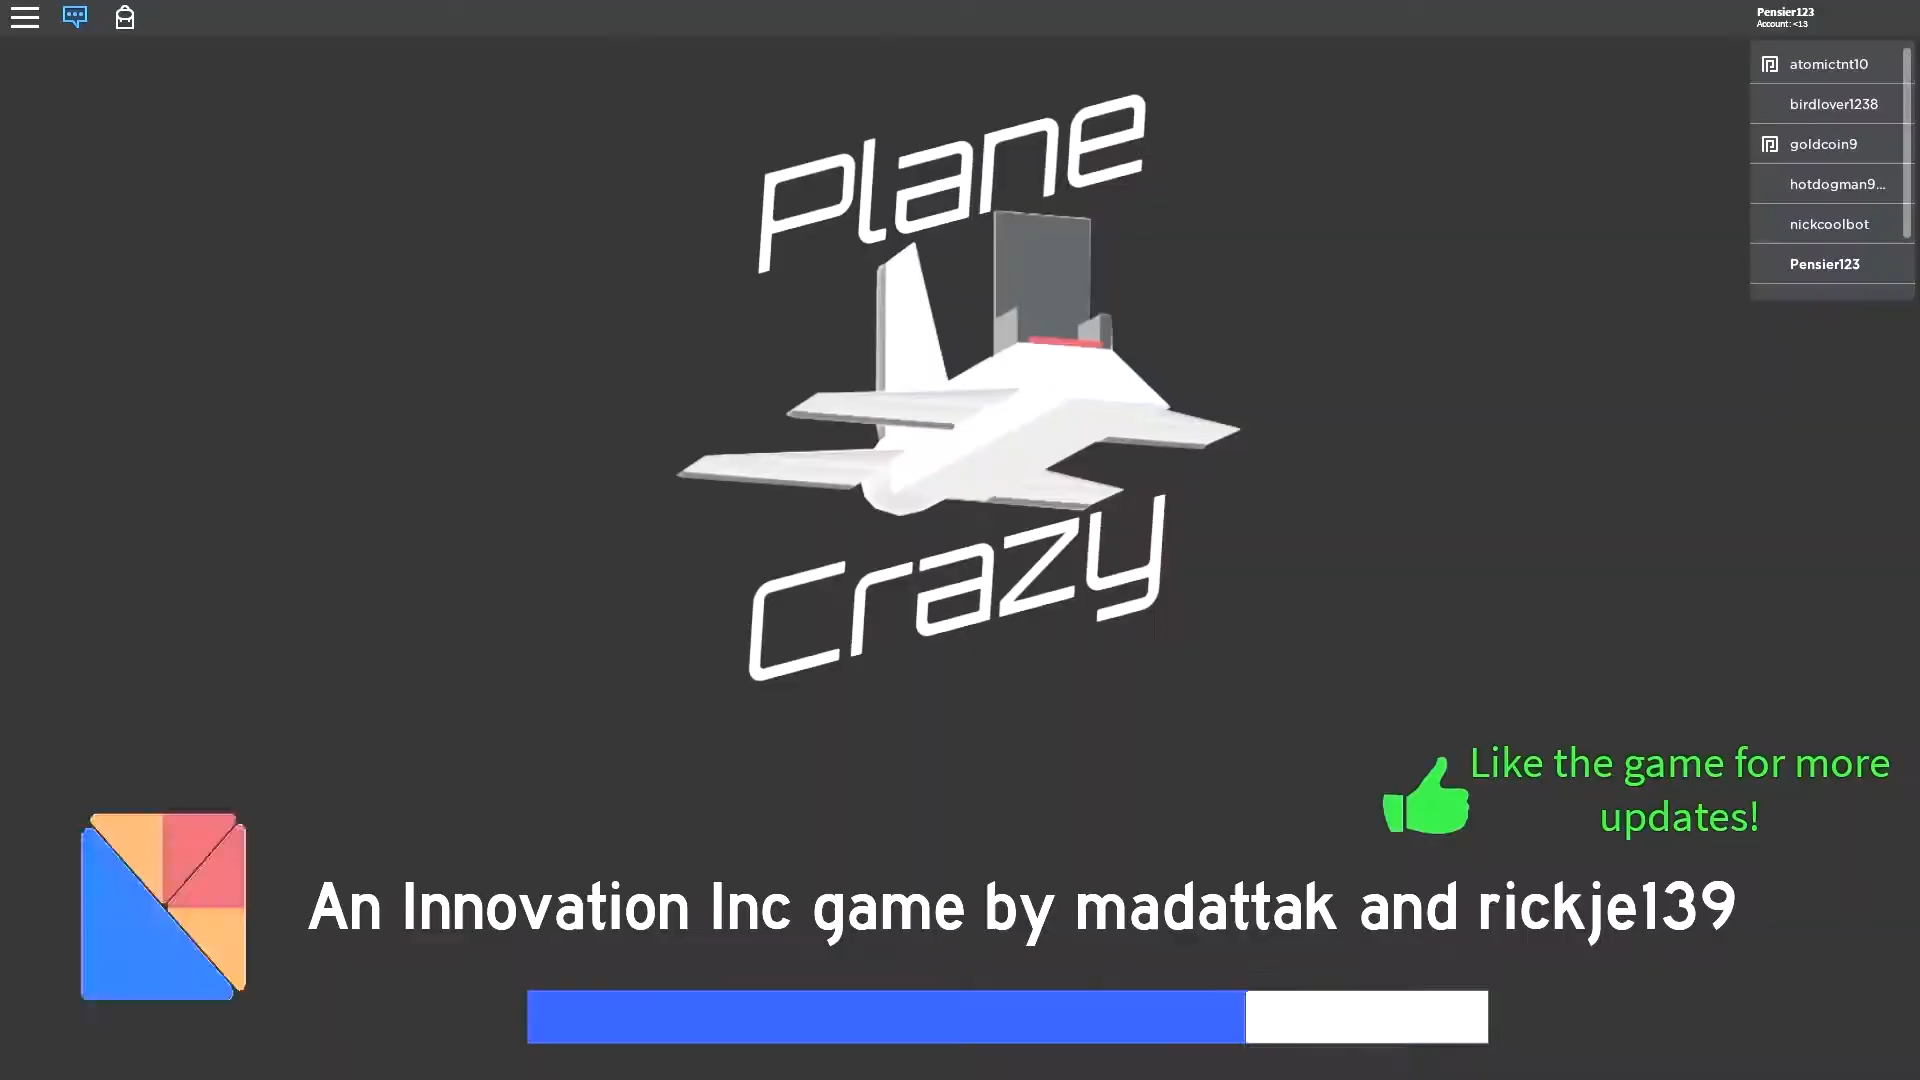 Pensier123
Account: <13
atomictnt10
birdlover1238
goldcoin9
hotdogman9...
nickcoolbot
Pensier123
Plane
Crazy
Like the game for more
updates!
An Innovation Inc game by madattak and rickje139